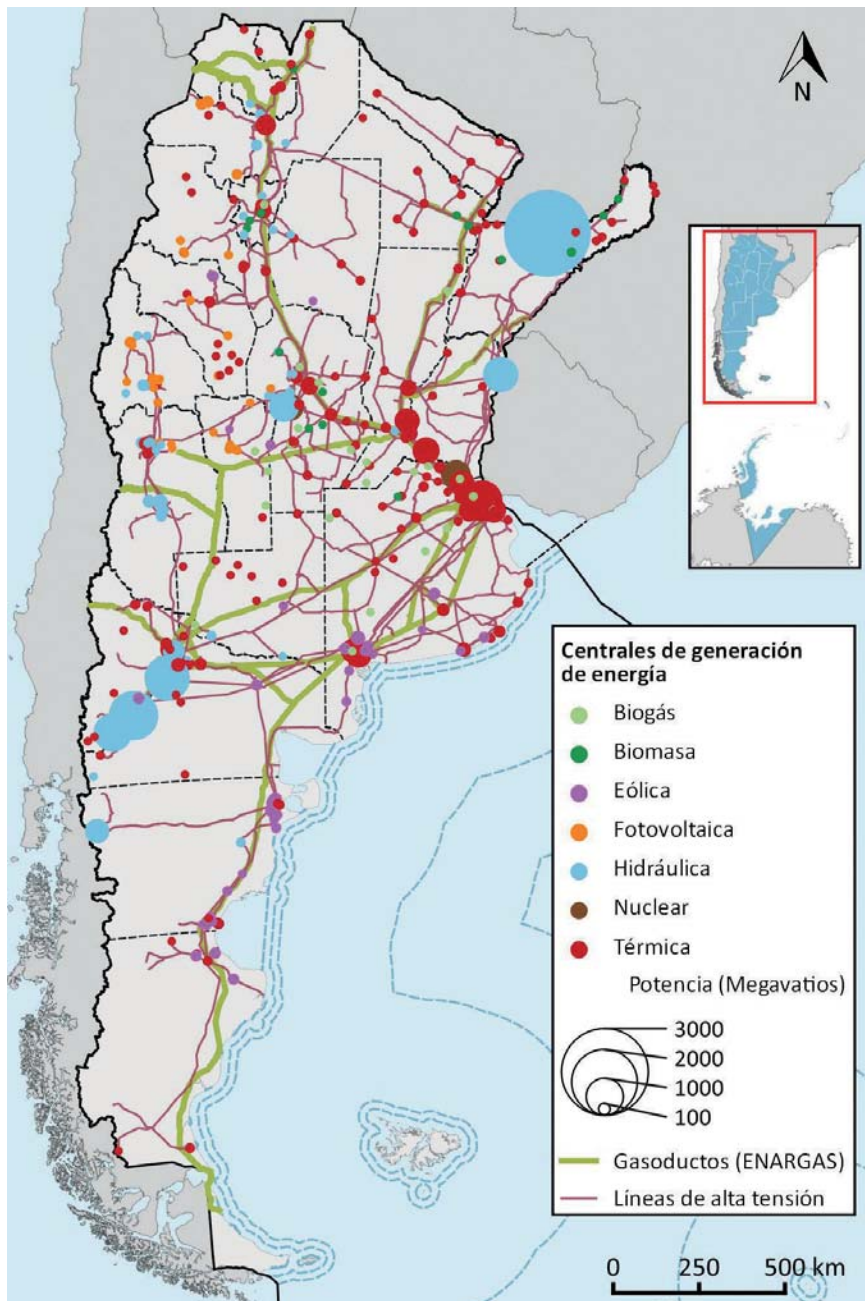 N
Centrales de generación
de energía
Biogás
Biomasa
Eólica
Fotovoltaica
Hidráulica
Nuclear
Térmica
Potencia (Megavatios)
3000
2000
1000
100
Gasoductos (ENARGAS)
Líneas de alta tensión
0 250 500 km